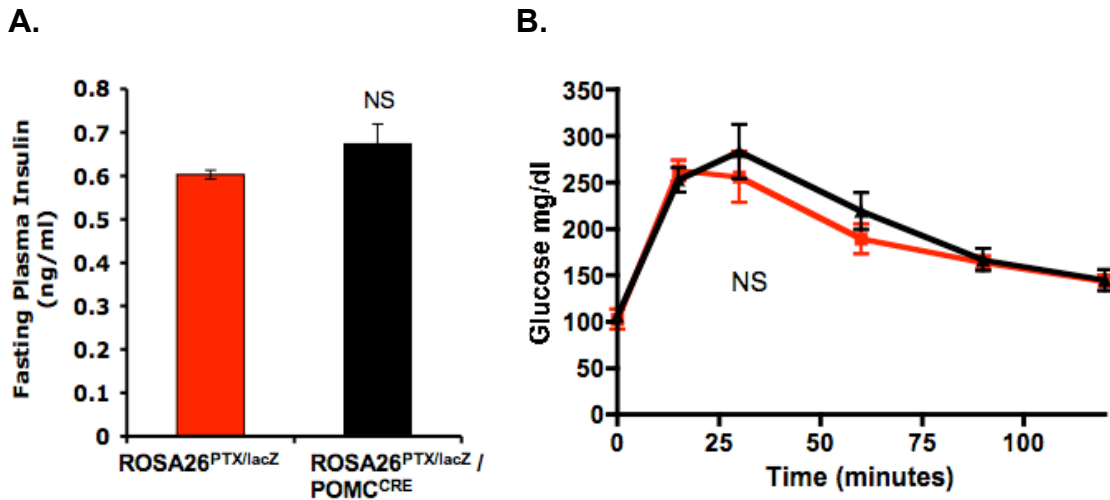 A.
B.
Fasting Plasma Insulin
(ng/ml)
0.8
0.7
0.6
0.5
0.4
0.3
0.2
0.1
0
NS
ROSA26PTX/lacZ
ROSA26PTX/lacZ /
POMCCRE
Glucose mg/dl
350
300
250
200
150
100
50
0
NS
0 25 50 75 100
Time (minutes)